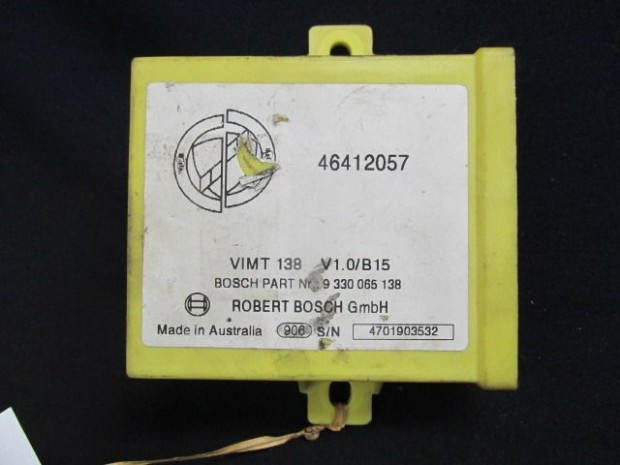 46412057
VIMT 138 V1.0/B15
BOSCH PART Nr. 9 330 065 138
ROBERT BOSCH GmbH
Made in Australia 906 S/N 4701903532